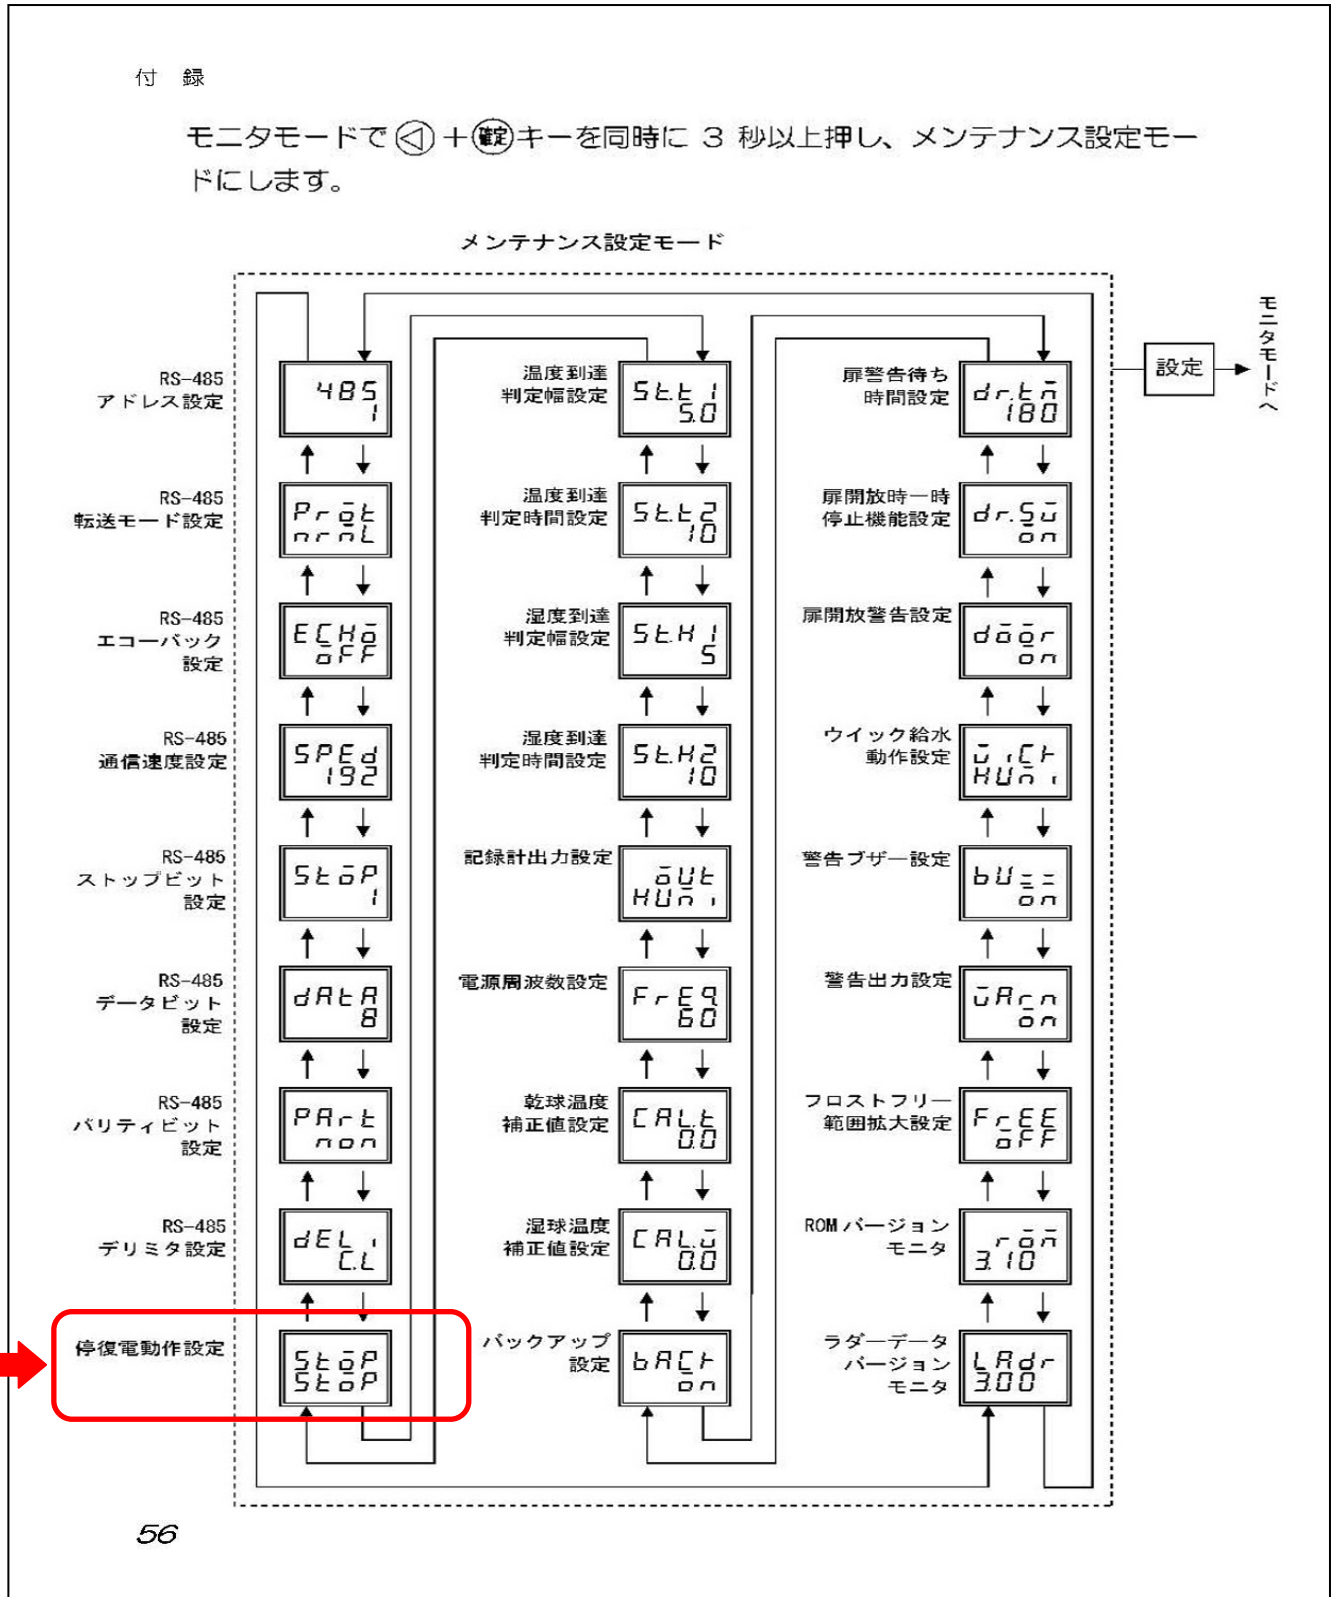 付 録
モニタモードで◁+確定キーを同時に 3 秒以上押し、メンテナンス設定モー
ドにします。
メンテナンス設定モード
RS-485
アドレス設定
485
1
RS-485
転送モード設定
Prot
nrmL
RS-485
エコーバック
設定
ECHo
oFF
RS-485
通信速度設定
SPEd
192
RS-485
ストップビット
設定
StoP
1
RS-485
データビット
設定
dAtA
8
RS-485
パリティビット
設定
PArt
non
RS-485
デリミタ設定
dELi
C.L
停復電動作設定
StoP
StoP
温度到達
判定幅設定
St.t1
5.0
温度到達
判定時間設定
St.t2
10
湿度到達
判定幅設定
St.H1
5
湿度到達
判定時間設定
St.H2
10
記録計出力設定
oUt
HUmi
電源周波数設定
FrEq
60
乾球温度
補正値設定
CAL.t
0.0
湿球温度
補正値設定
CAL.w
0.0
バックアップ
設定
bACk
on
扉警告待ち
時間設定
dr.tm
180
扉開放時一時
停止機能設定
dr.Sw
on
扉開放警告設定
door
on
ウイック給水
動作設定
wiCk
HUmi
警告ブザー設定
bUzz
on
警告出力設定
wArn
on
フロストフリー
範囲拡大設定
FrEE
oFF
ROM バージョン
モニタ
rom
3.10
ラダーデータ
バージョン
モニタ
LAdr
3.00
設定
モニタモードへ
56